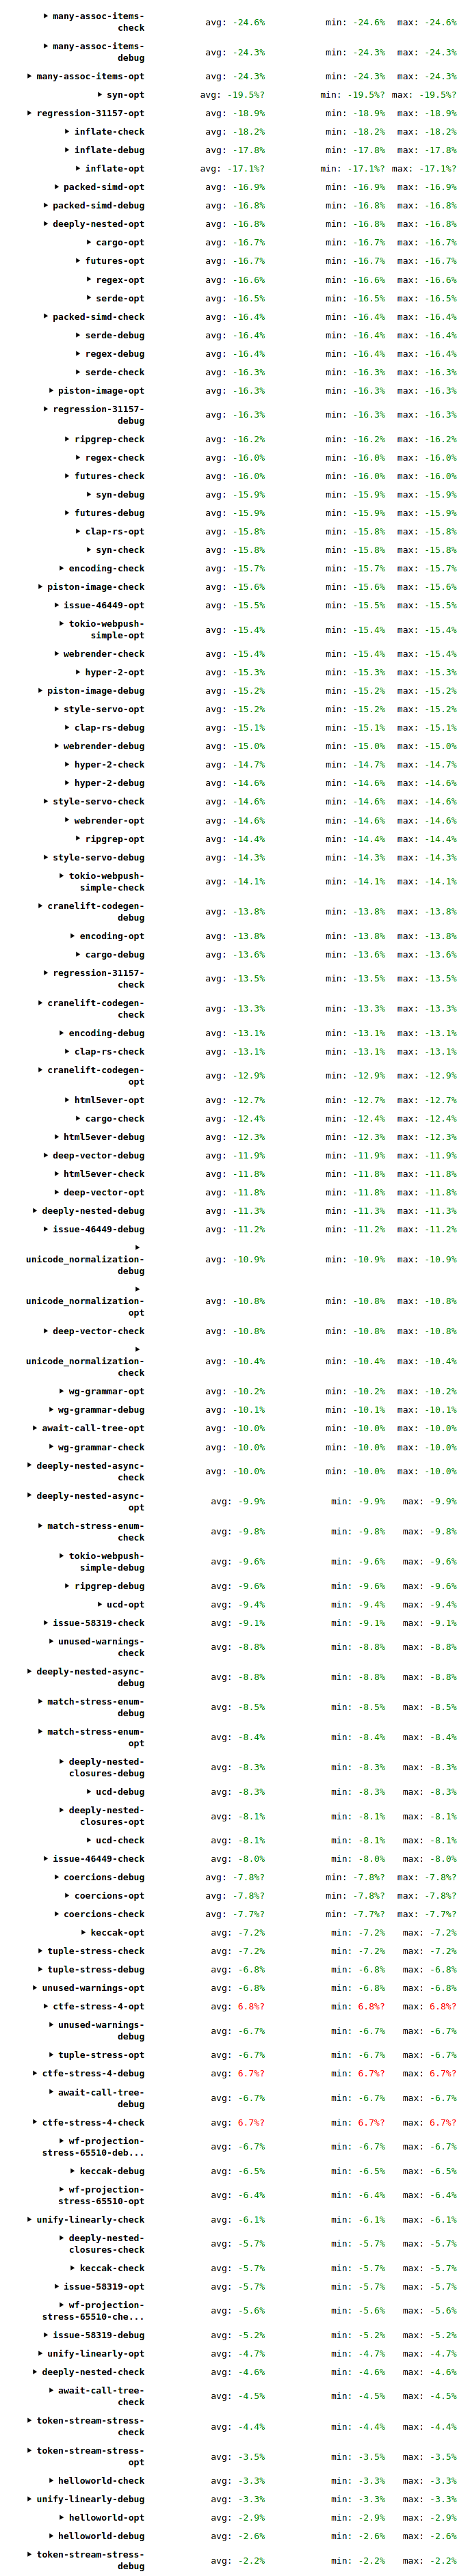 ▶ many-assoc-items-
check avg: -24.6% min: -24.6% max: -24.6%
▶ many-assoc-items-
debug avg: -24.3% min: -24.3% max: -24.3%
▶ many-assoc-items-opt avg: -24.3% min: -24.3% max: -24.3%
▶ syn-opt avg: -19.5%? min: -19.5%? max: -19.5%?
▶ regression-31157-opt avg: -18.9% min: -18.9% max: -18.9%
▶ inflate-check avg: -18.2% min: -18.2% max: -18.2%
▶ inflate-debug avg: -17.8% min: -17.8% max: -17.8%
▶ inflate-opt avg: -17.1%? min: -17.1%? max: -17.1%?
▶ packed-simd-opt avg: -16.9% min: -16.9% max: -16.9%
▶ packed-simd-debug avg: -16.8% min: -16.8% max: -16.8%
▶ deeply-nested-opt avg: -16.8% min: -16.8% max: -16.8%
▶ cargo-opt avg: -16.7% min: -16.7% max: -16.7%
▶ futures-opt avg: -16.7% min: -16.7% max: -16.7%
▶ regex-opt avg: -16.6% min: -16.6% max: -16.6%
▶ serde-opt avg: -16.5% min: -16.5% max: -16.5%
▶ packed-simd-check avg: -16.4% min: -16.4% max: -16.4%
▶ serde-debug avg: -16.4% min: -16.4% max: -16.4%
▶ regex-debug avg: -16.4% min: -16.4% max: -16.4%
▶ serde-check avg: -16.3% min: -16.3% max: -16.3%
▶ piston-image-opt avg: -16.3% min: -16.3% max: -16.3%
▶ regression-31157-
debug avg: -16.3% min: -16.3% max: -16.3%
▶ ripgrep-check avg: -16.2% min: -16.2% max: -16.2%
▶ regex-check avg: -16.0% min: -16.0% max: -16.0%
▶ futures-check avg: -16.0% min: -16.0% max: -16.0%
▶ syn-debug avg: -15.9% min: -15.9% max: -15.9%
▶ futures-debug avg: -15.9% min: -15.9% max: -15.9%
▶ clap-rs-opt avg: -15.8% min: -15.8% max: -15.8%
▶ syn-check avg: -15.8% min: -15.8% max: -15.8%
▶ encoding-check avg: -15.7% min: -15.7% max: -15.7%
▶ piston-image-check avg: -15.6% min: -15.6% max: -15.6%
▶ issue-46449-opt avg: -15.5% min: -15.5% max: -15.5%
▶ tokio-webpush-
simple-opt avg: -15.4% min: -15.4% max: -15.4%
▶ webrender-check avg: -15.4% min: -15.4% max: -15.4%
▶ hyper-2-opt avg: -15.3% min: -15.3% max: -15.3%
▶ piston-image-debug avg: -15.2% min: -15.2% max: -15.2%
▶ style-servo-opt avg: -15.2% min: -15.2% max: -15.2%
▶ clap-rs-debug avg: -15.1% min: -15.1% max: -15.1%
▶ webrender-debug avg: -15.0% min: -15.0% max: -15.0%
▶ hyper-2-check avg: -14.7% min: -14.7% max: -14.7%
▶ hyper-2-debug avg: -14.6% min: -14.6% max: -14.6%
▶ style-servo-check avg: -14.6% min: -14.6% max: -14.6%
▶ webrender-opt avg: -14.6% min: -14.6% max: -14.6%
▶ ripgrep-opt avg: -14.4% min: -14.4% max: -14.4%
▶ style-servo-debug avg: -14.3% min: -14.3% max: -14.3%
▶ tokio-webpush-
simple-check avg: -14.1% min: -14.1% max: -14.1%
▶ cranelift-codegen-
debug avg: -13.8% min: -13.8% max: -13.8%
▶ encoding-opt avg: -13.8% min: -13.8% max: -13.8%
▶ cargo-debug avg: -13.6% min: -13.6% max: -13.6%
▶ regression-31157-
check avg: -13.5% min: -13.5% max: -13.5%
▶ cranelift-codegen-
check avg: -13.3% min: -13.3% max: -13.3%
▶ encoding-debug avg: -13.1% min: -13.1% max: -13.1%
▶ clap-rs-check avg: -13.1% min: -13.1% max: -13.1%
▶ cranelift-codegen-
opt avg: -12.9% min: -12.9% max: -12.9%
▶ html5ever-opt avg: -12.7% min: -12.7% max: -12.7%
▶ cargo-check avg: -12.4% min: -12.4% max: -12.4%
▶ html5ever-debug avg: -12.3% min: -12.3% max: -12.3%
▶ deep-vector-debug avg: -11.9% min: -11.9% max: -11.9%
▶ html5ever-check avg: -11.8% min: -11.8% max: -11.8%
▶ deep-vector-opt avg: -11.8% min: -11.8% max: -11.8%
▶ deeply-nested-debug avg: -11.3% min: -11.3% max: -11.3%
▶ issue-46449-debug avg: -11.2% min: -11.2% max: -11.2%
▶
unicode_normalization-
debug avg: -10.9% min: -10.9% max: -10.9%
▶
unicode_normalization-
opt avg: -10.8% min: -10.8% max: -10.8%
▶ deep-vector-check avg: -10.8% min: -10.8% max: -10.8%
▶
unicode_normalization-
check avg: -10.4% min: -10.4% max: -10.4%
▶ wg-grammar-opt avg: -10.2% min: -10.2% max: -10.2%
▶ wg-grammar-debug avg: -10.1% min: -10.1% max: -10.1%
▶ await-call-tree-opt avg: -10.0% min: -10.0% max: -10.0%
▶ wg-grammar-check avg: -10.0% min: -10.0% max: -10.0%
▶ deeply-nested-async-
check avg: -10.0% min: -10.0% max: -10.0%
▶ deeply-nested-async-
opt avg: -9.9% min: -9.9% max: -9.9%
▶ match-stress-enum-
check avg: -9.8% min: -9.8% max: -9.8%
▶ tokio-webpush-
simple-debug avg: -9.6% min: -9.6% max: -9.6%
▶ ripgrep-debug avg: -9.6% min: -9.6% max: -9.6%
▶ ucd-opt avg: -9.4% min: -9.4% max: -9.4%
▶ issue-58319-check avg: -9.1% min: -9.1% max: -9.1%
▶ unused-warnings-
check avg: -8.8% min: -8.8% max: -8.8%
▶ deeply-nested-async-
debug avg: -8.8% min: -8.8% max: -8.8%
▶ match-stress-enum-
debug avg: -8.5% min: -8.5% max: -8.5%
▶ match-stress-enum-
opt avg: -8.4% min: -8.4% max: -8.4%
▶ deeply-nested-
closures-debug avg: -8.3% min: -8.3% max: -8.3%
▶ ucd-debug avg: -8.3% min: -8.3% max: -8.3%
▶ deeply-nested-
closures-opt avg: -8.1% min: -8.1% max: -8.1%
▶ ucd-check avg: -8.1% min: -8.1% max: -8.1%
▶ issue-46449-check avg: -8.0% min: -8.0% max: -8.0%
▶ coercions-debug avg: -7.8%? min: -7.8%? max: -7.8%?
▶ coercions-opt avg: -7.8%? min: -7.8%? max: -7.8%?
▶ coercions-check avg: -7.7%? min: -7.7%? max: -7.7%?
▶ keccak-opt avg: -7.2% min: -7.2% max: -7.2%
▶ tuple-stress-check avg: -7.2% min: -7.2% max: -7.2%
▶ tuple-stress-debug avg: -6.8% min: -6.8% max: -6.8%
▶ unused-warnings-opt avg: -6.8% min: -6.8% max: -6.8%
▶ ctfe-stress-4-opt avg: 6.8%? min: 6.8%? max: 6.8%?
▶ unused-warnings-
debug avg: -6.7% min: -6.7% max: -6.7%
▶ tuple-stress-opt avg: -6.7% min: -6.7% max: -6.7%
▶ ctfe-stress-4-debug avg: 6.7%? min: 6.7%? max: 6.7%?
▶ await-call-tree-
debug avg: -6.7% min: -6.7% max: -6.7%
▶ ctfe-stress-4-check avg: 6.7%? min: 6.7%? max: 6.7%?
▶ wf-projection-
stress-65510-deb... avg: -6.7% min: -6.7% max: -6.7%
▶ keccak-debug avg: -6.5% min: -6.5% max: -6.5%
▶ wf-projection-
stress-65510-opt avg: -6.4% min: -6.4% max: -6.4%
▶ unify-linearly-check avg: -6.1% min: -6.1% max: -6.1%
▶ deeply-nested-
closures-check avg: -5.7% min: -5.7% max: -5.7%
▶ keccak-check avg: -5.7% min: -5.7% max: -5.7%
▶ issue-58319-opt avg: -5.7% min: -5.7% max: -5.7%
▶ wf-projection-
stress-65510-che... avg: -5.6% min: -5.6% max: -5.6%
▶ issue-58319-debug avg: -5.2% min: -5.2% max: -5.2%
▶ unify-linearly-opt avg: -4.7% min: -4.7% max: -4.7%
▶ deeply-nested-check avg: -4.6% min: -4.6% max: -4.6%
▶ await-call-tree-
check avg: -4.5% min: -4.5% max: -4.5%
▶ token-stream-stress-
check avg: -4.4% min: -4.4% max: -4.4%
▶ token-stream-stress-
opt avg: -3.5% min: -3.5% max: -3.5%
▶ helloworld-check avg: -3.3% min: -3.3% max: -3.3%
▶ unify-linearly-debug avg: -3.3% min: -3.3% max: -3.3%
▶ helloworld-opt avg: -2.9% min: -2.9% max: -2.9%
▶ helloworld-debug avg: -2.6% min: -2.6% max: -2.6%
▶ token-stream-stress-
debug avg: -2.2% min: -2.2% max: -2.2%